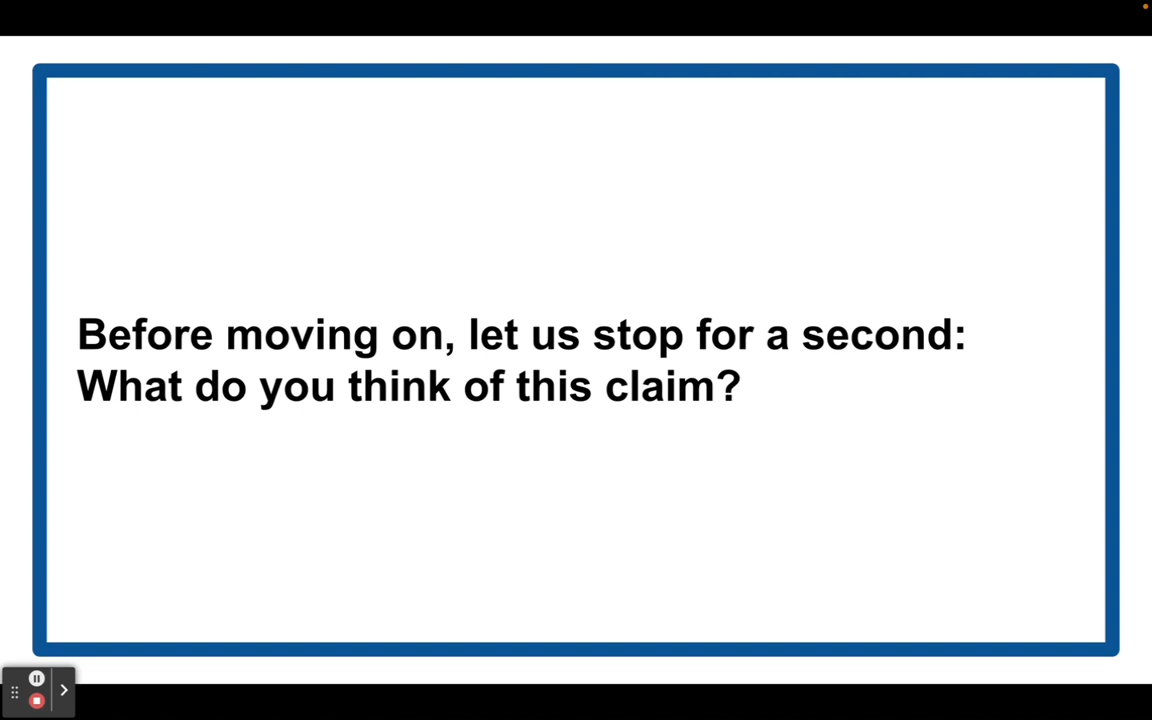 Before moving on, let us stop for a second:
What do you think of this claim?